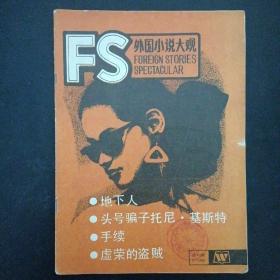 FS
外国小说大观
FOREIGN STORIES
SPECTACULAR
●地下人
●头号骗子托尼·基斯特
●手续
●虚荣的盗贼